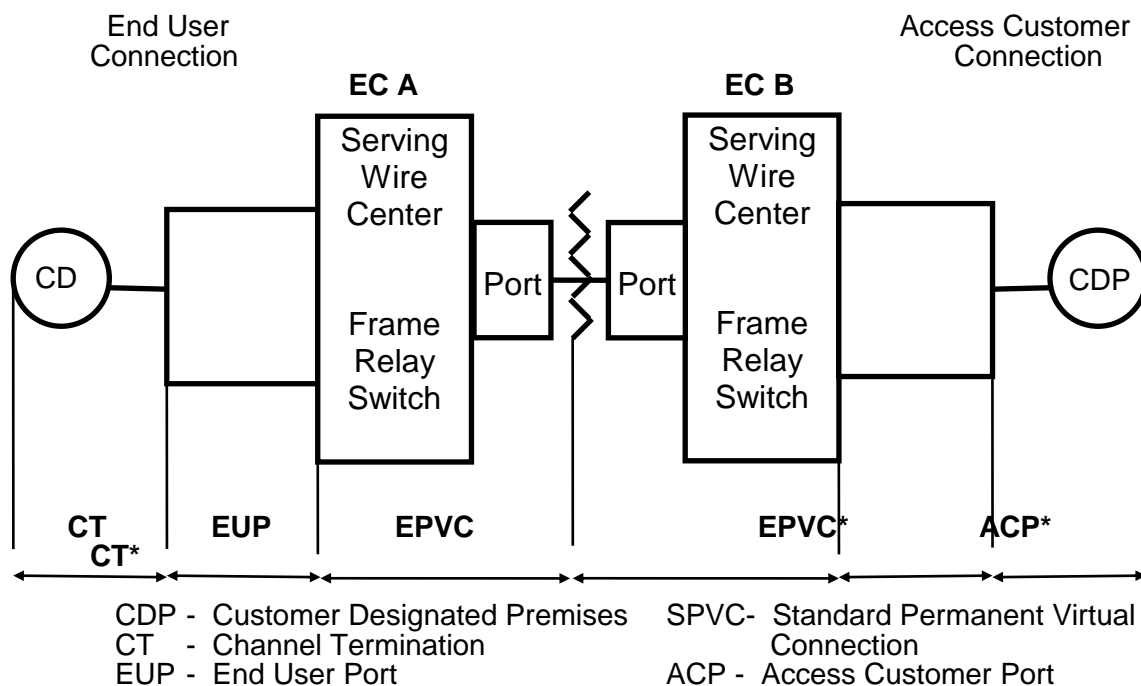 End User
Connection
Access Customer
Connection
EC A
EC B
Serving
Wire
Center
Frame
Relay
Switch
Port
Port
Serving
Wire
Center
Frame
Relay
Switch
CD
CDP
CT
CT*
EUP
EPVC
EPVC*
ACP*
CDP - Customer Designated Premises
CT - Channel Termination
EUP - End User Port
SPVC- Standard Permanent Virtual
Connection
ACP - Access Customer Port